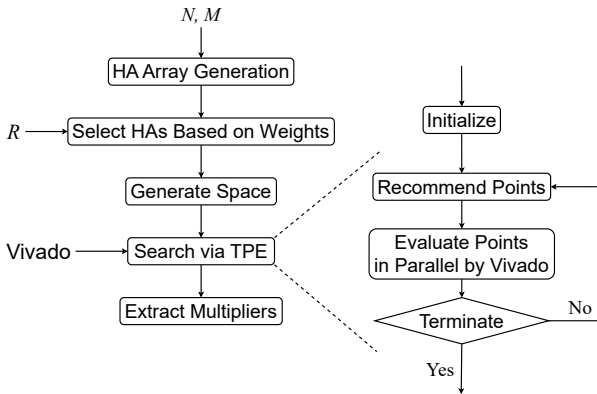 N, M
HA Array Generation
R
Select HAs Based on Weights
Generate Space
Vivado
Search via TPE
Extract Multipliers
Initialize
Recommend Points
Evaluate Points
in Parallel by Vivado
Terminate
No
Yes